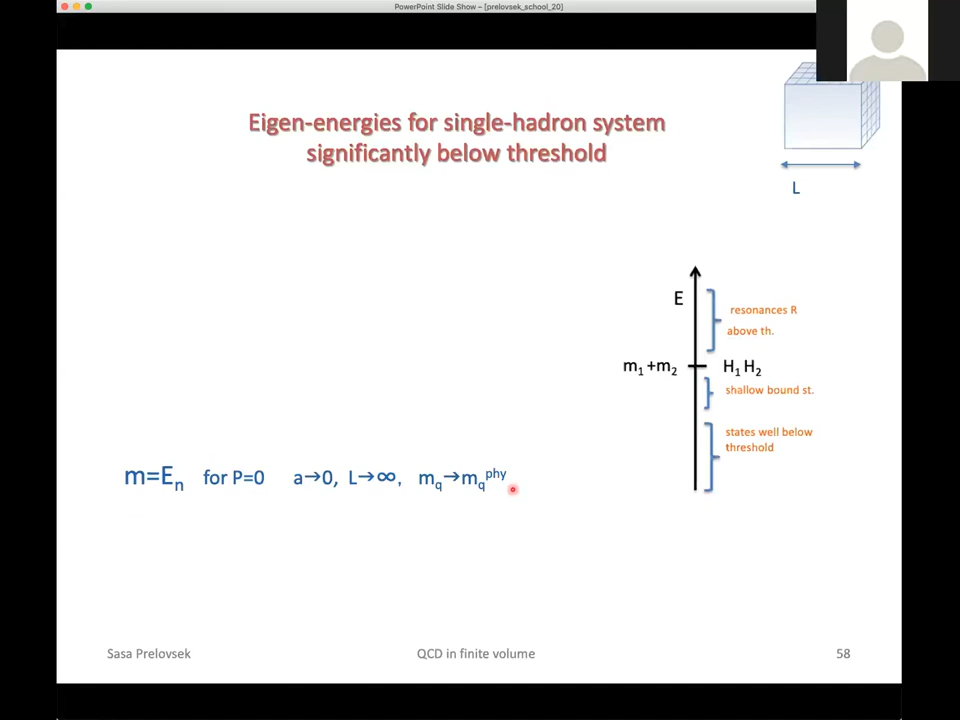 PowerPoint Slide Show – [prelovsek_school_20]
Eigen-energies for single-hadron system
significantly below threshold
L
E
resonances R
above th.
m₁ +m₂
H₁ H₂
shallow bound st.
states well below
threshold
m=Eₙ for P=0 a→0, L→∞, m_q→m_q^phy
Sasa Prelovsek
QCD in finite volume
58